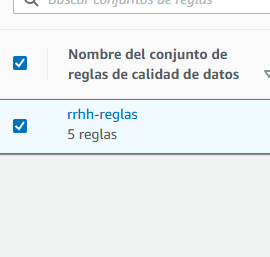 Buscar conjuntos de reglas
Nombre del conjunto de
reglas de calidad de datos
rrhh-reglas
5 reglas